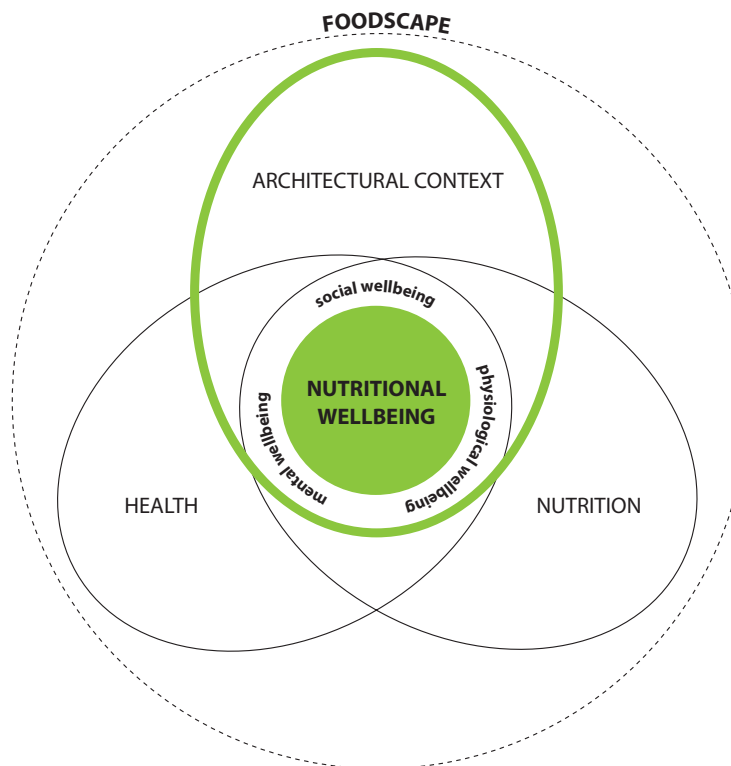 FOODSCAPE
ARCHITECTURAL CONTEXT
social wellbeing
NUTRITIONAL
WELLBEING
mental wellbeing
physiological wellbeing
HEALTH
NUTRITION